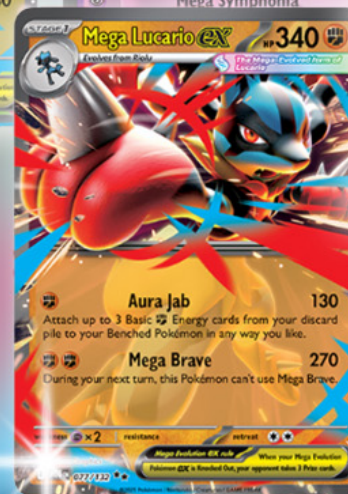 Mega Symphonia
STAGE 1
Mega Lucario ex
HP 340
Evolves from Riolu
The Mega-Evolved form of Lucario
Aura Jab 130
Attach up to 3 Basic Energy cards from your discard
pile to your Benched Pokémon in any way you like.
Mega Brave 270
During your next turn, this Pokémon can't use Mega Brave.
weakness ×2 resistance retreat
Mega Evolution ex rule When your Mega Evolution
Pokémon ex is Knocked Out, your opponent takes 3 Prize cards.
077/132